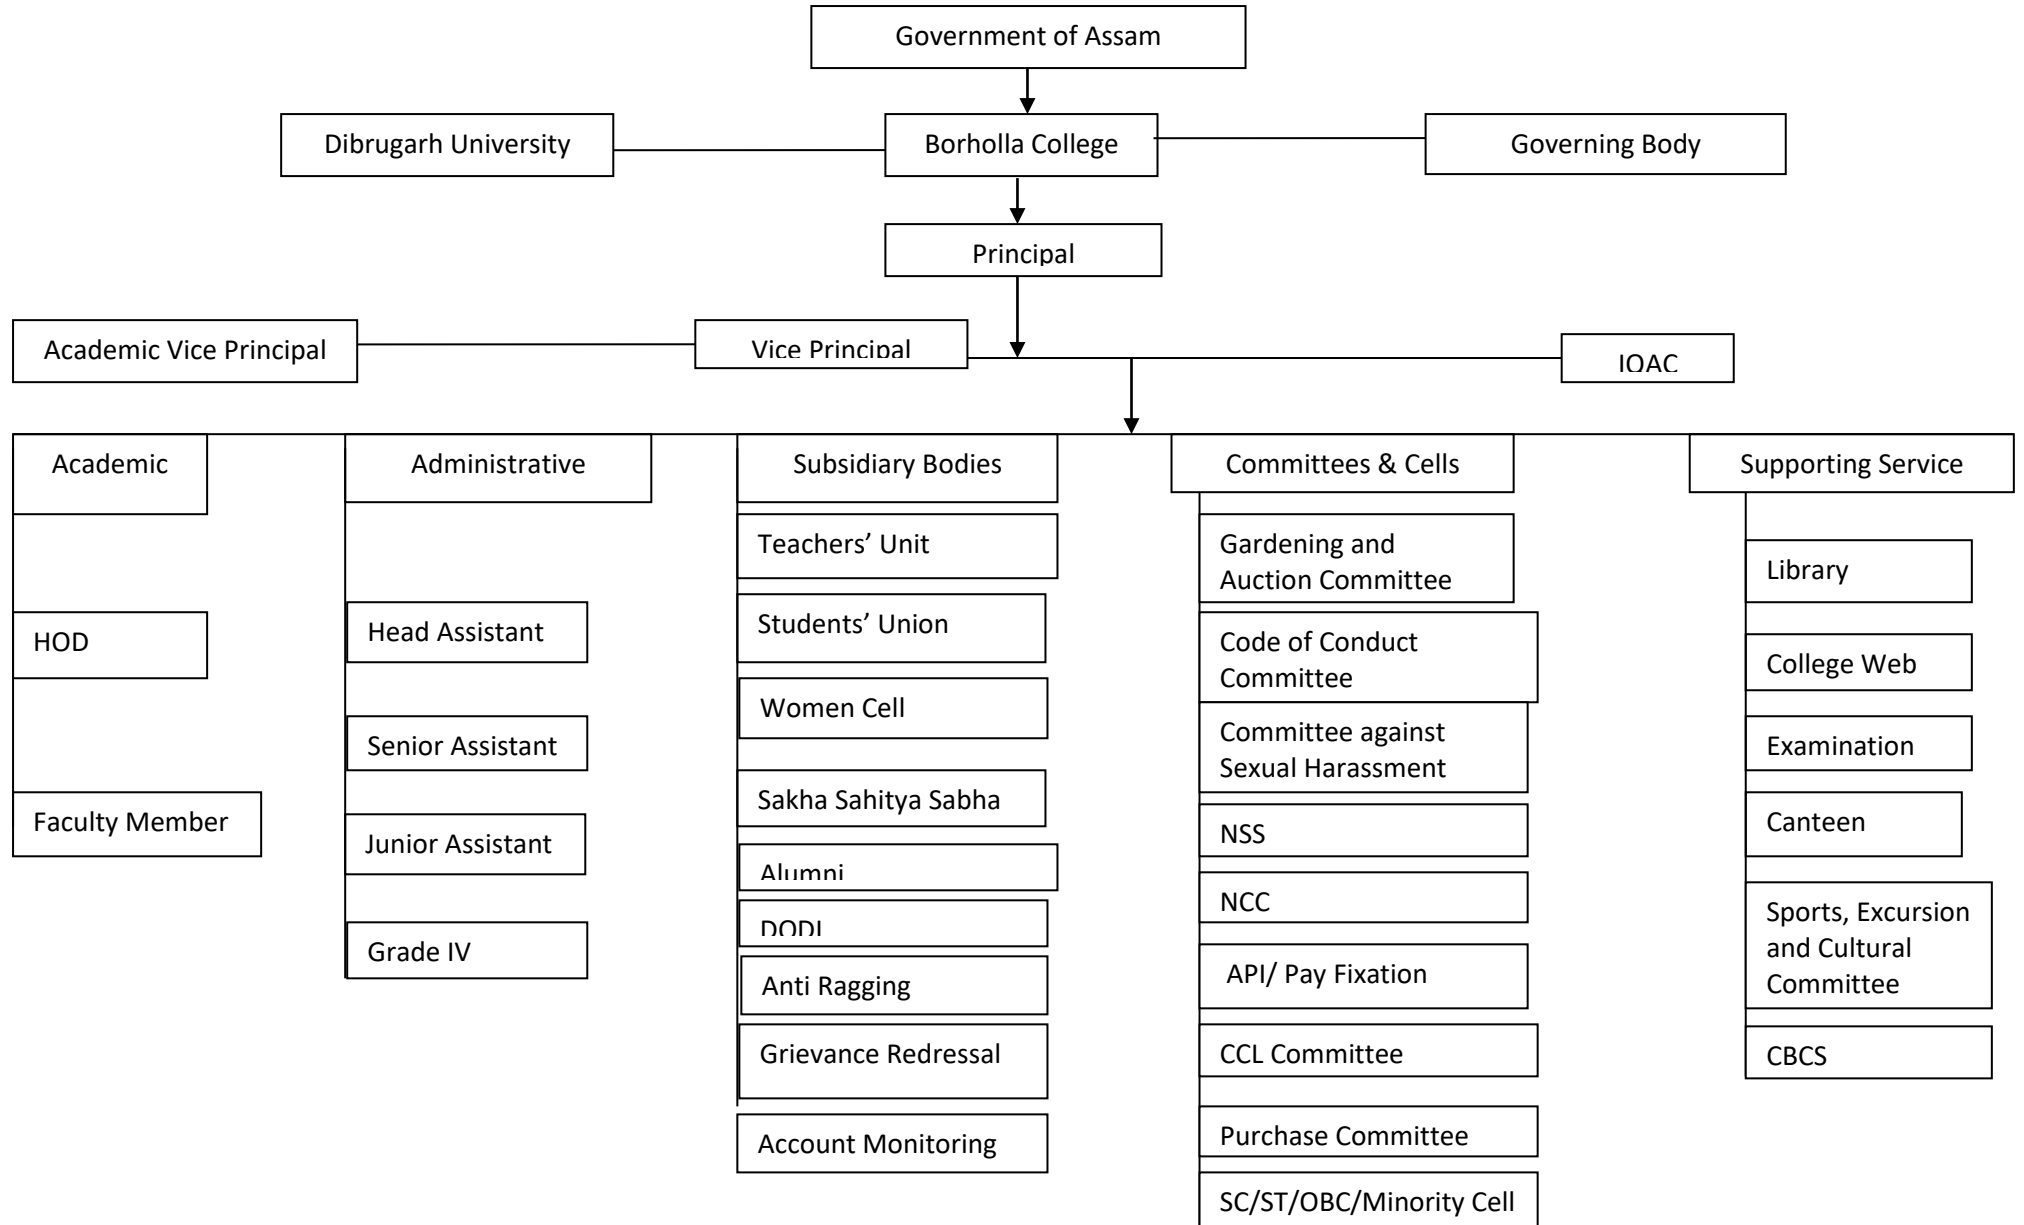 Government of Assam
Dibrugarh University
Borholla College
Governing Body
Principal
Academic Vice Principal
Vice Principal
IQAC
Academic
Administrative
Subsidiary Bodies
Committees & Cells
Supporting Service
HOD
Faculty Member
Head Assistant
Senior Assistant
Junior Assistant
Grade IV
Teachers’ Unit
Students’ Union
Women Cell
Sakha Sahitya Sabha
Alumni
Anti Ragging
Grievance Redressal
Account Monitoring
Gardening and
Auction Committee
Code of Conduct
Committee
Committee against
Sexual Harassment
NSS
NCC
API/ Pay Fixation
CCL Committee
Purchase Committee
SC/ST/OBC/Minority Cell
Library
College Web
Examination
Canteen
Sports, Excursion
and Cultural
Committee
CBCS